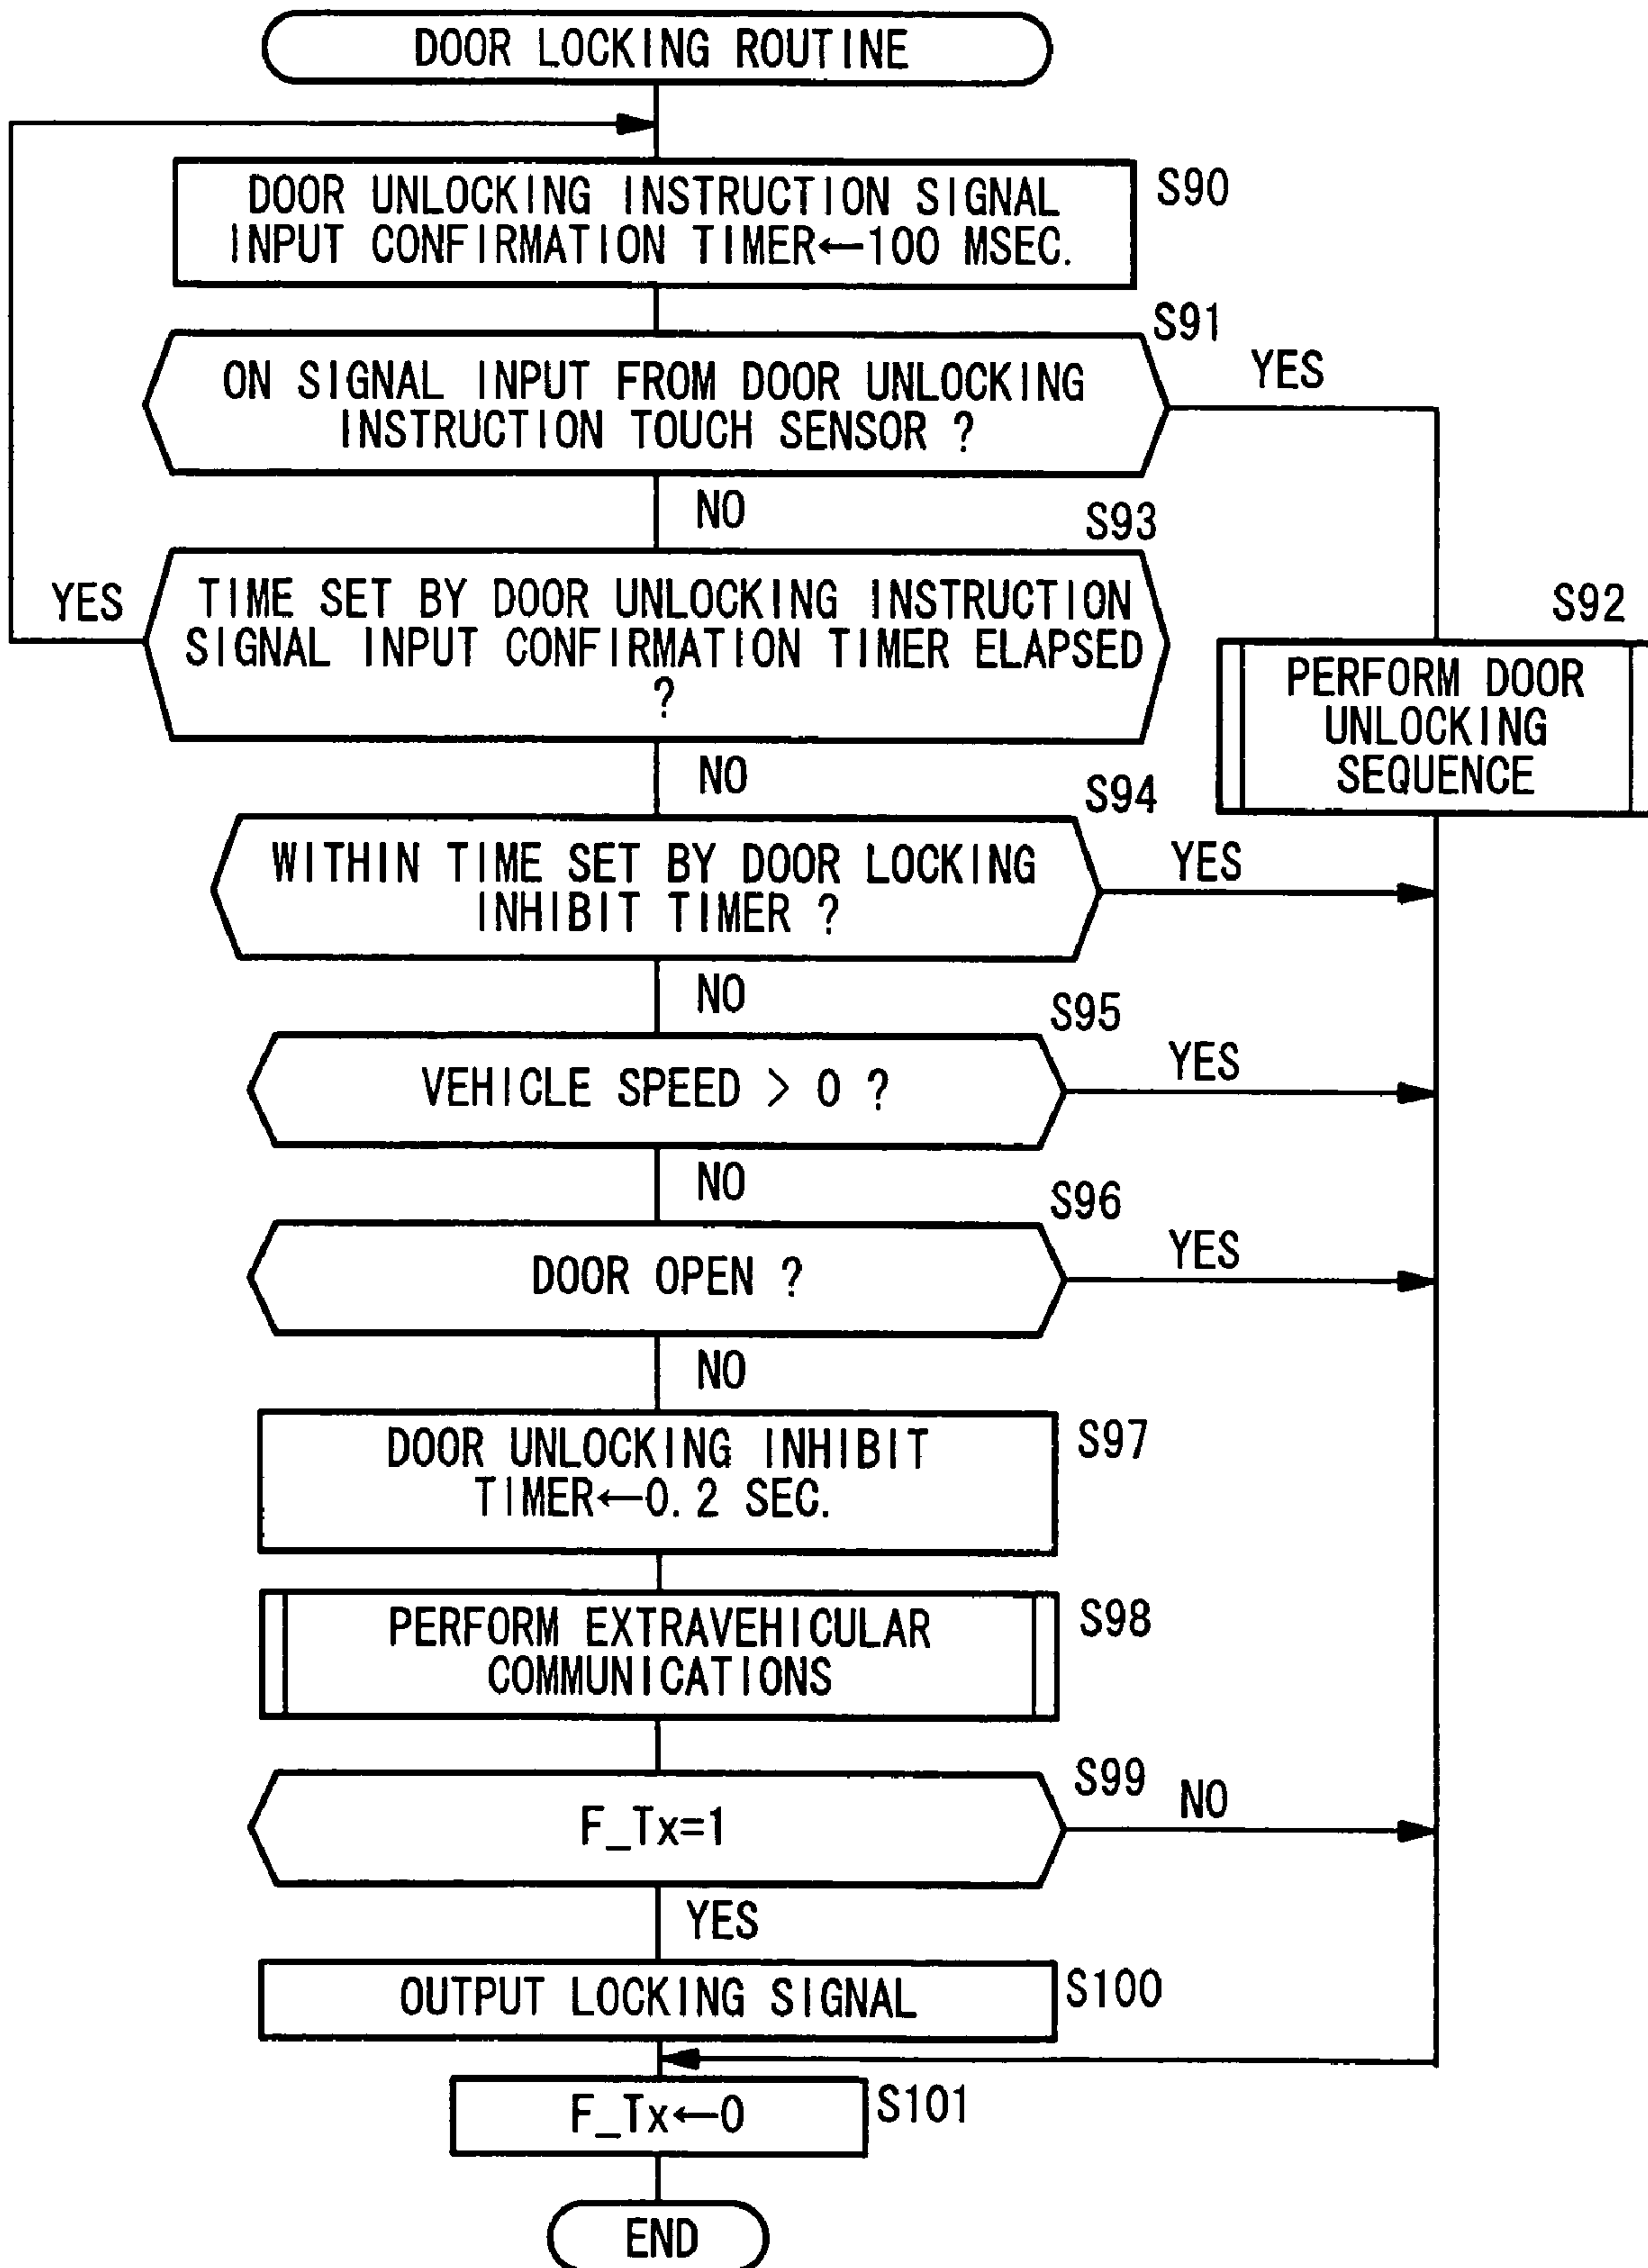 DOOR LOCKING ROUTINE
DOOR UNLOCKING INSTRUCTION SIGNAL
INPUT CONFIRMATION TIMER←100 MSEC.
S90
S91
ON SIGNAL INPUT FROM DOOR UNLOCKING
INSTRUCTION TOUCH SENSOR ?
YES
NO
S93
YES
TIME SET BY DOOR UNLOCKING INSTRUCTION
SIGNAL INPUT CONFIRMATION TIMER ELAPSED
?
S92
PERFORM DOOR
UNLOCKING
SEQUENCE
NO
S94
WITHIN TIME SET BY DOOR LOCKING
INHIBIT TIMER ?
YES
NO
S95
VEHICLE SPEED > 0 ?
YES
NO
S96
DOOR OPEN ?
YES
NO
DOOR UNLOCKING INHIBIT
TIMER←0.2 SEC.
S97
PERFORM EXTRAVEHICULAR
COMMUNICATIONS
S98
S99
F_Tx=1
NO
YES
OUTPUT LOCKING SIGNAL
S100
F_Tx←0
S101
END